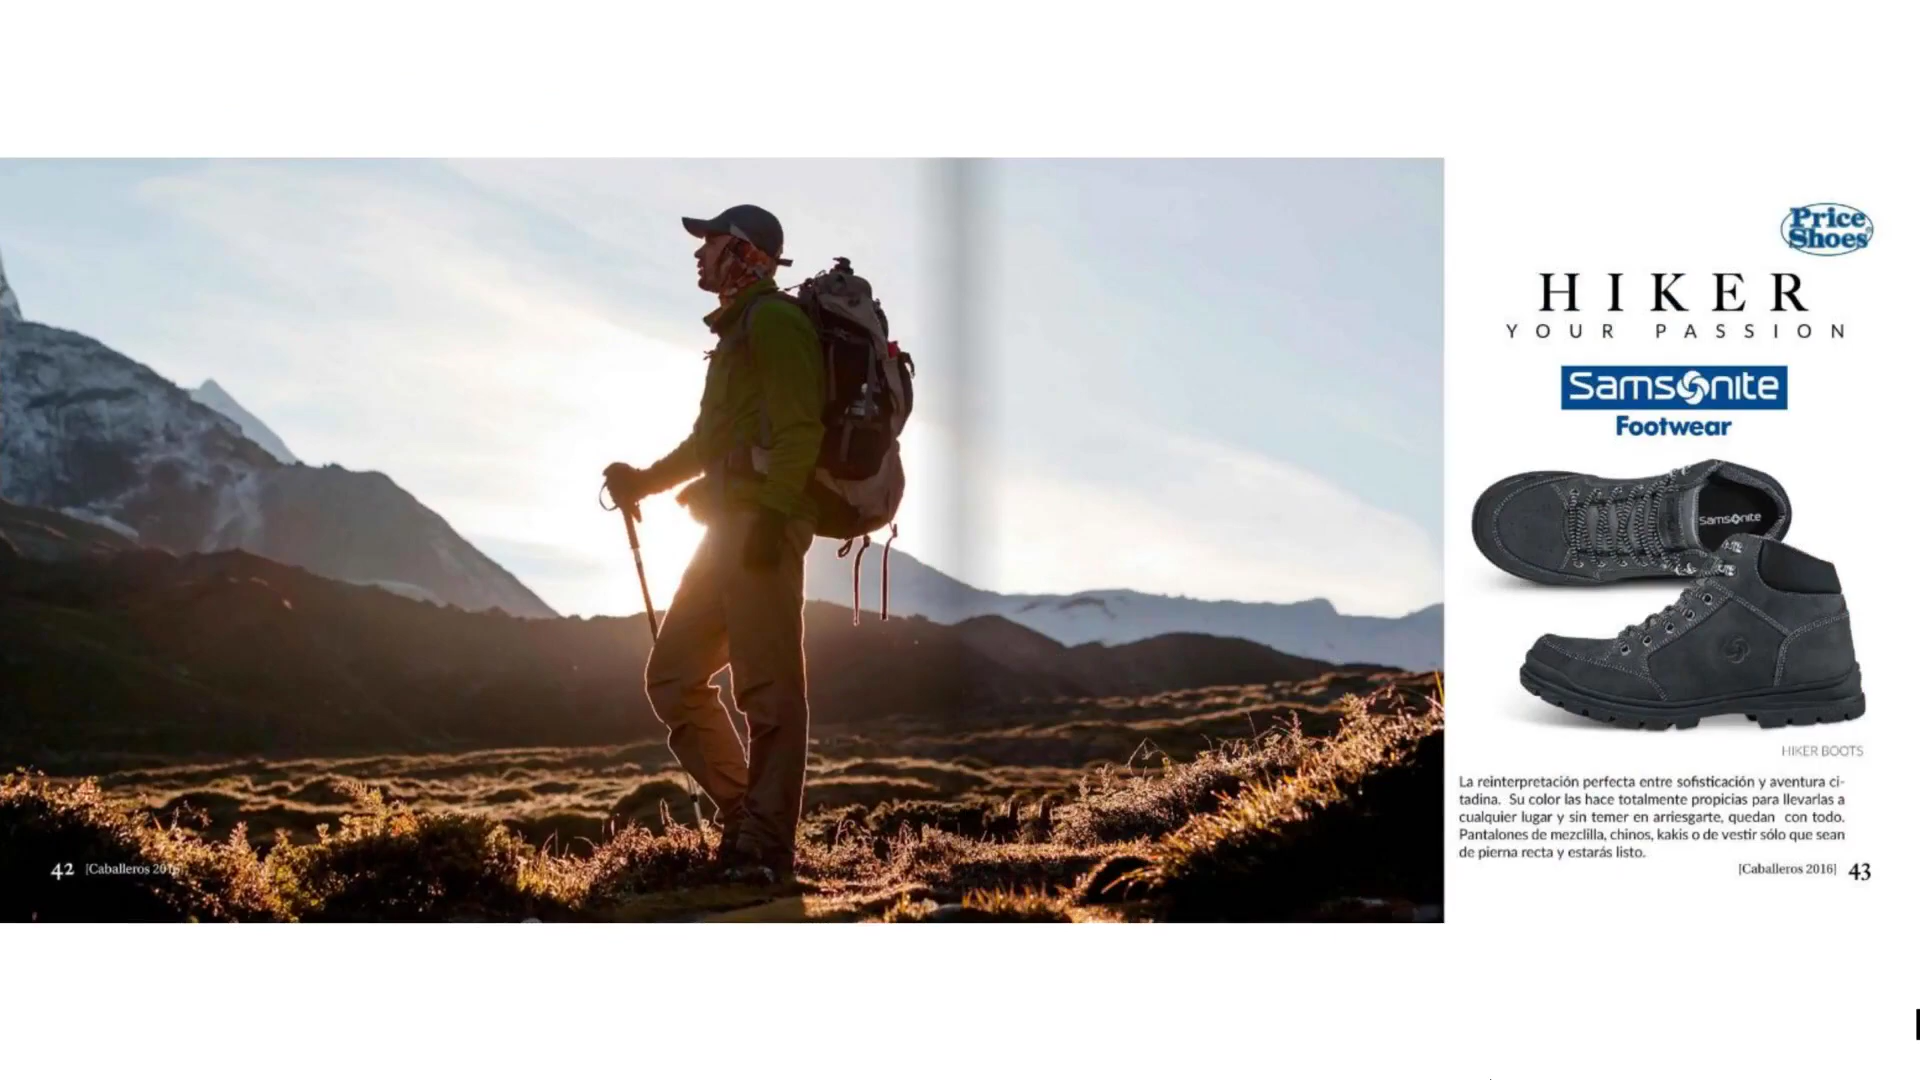 42 [Caballeros 2016]
Price
Shoes
HIKER
YOUR PASSION
Samsonite
Footwear
Samsonite
HIKER BOOTS
La reinterpretación perfecta entre sofisticación y aventura ci-
tadina. Su color las hace totalmente propicias para llevarlas a
cualquier lugar y sin temer en arriesgarte, quedan con todo.
Pantalones de mezclilla, chinos, kakis o de vestir sólo que sean
de pierna recta y estarás listo.
[Caballeros 2016] 43